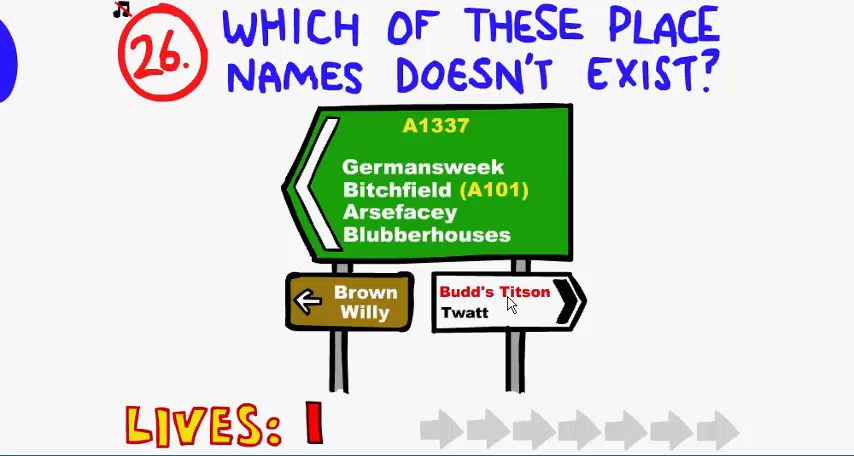 26. WHICH OF THESE PLACE
NAMES DOESN'T EXIST?
A1337
Germansweek
Bitchfield (A101)
Arsefacey
Blubberhouses
Brown
Willy
Budd's Titson
Twatt
LIVES: 1